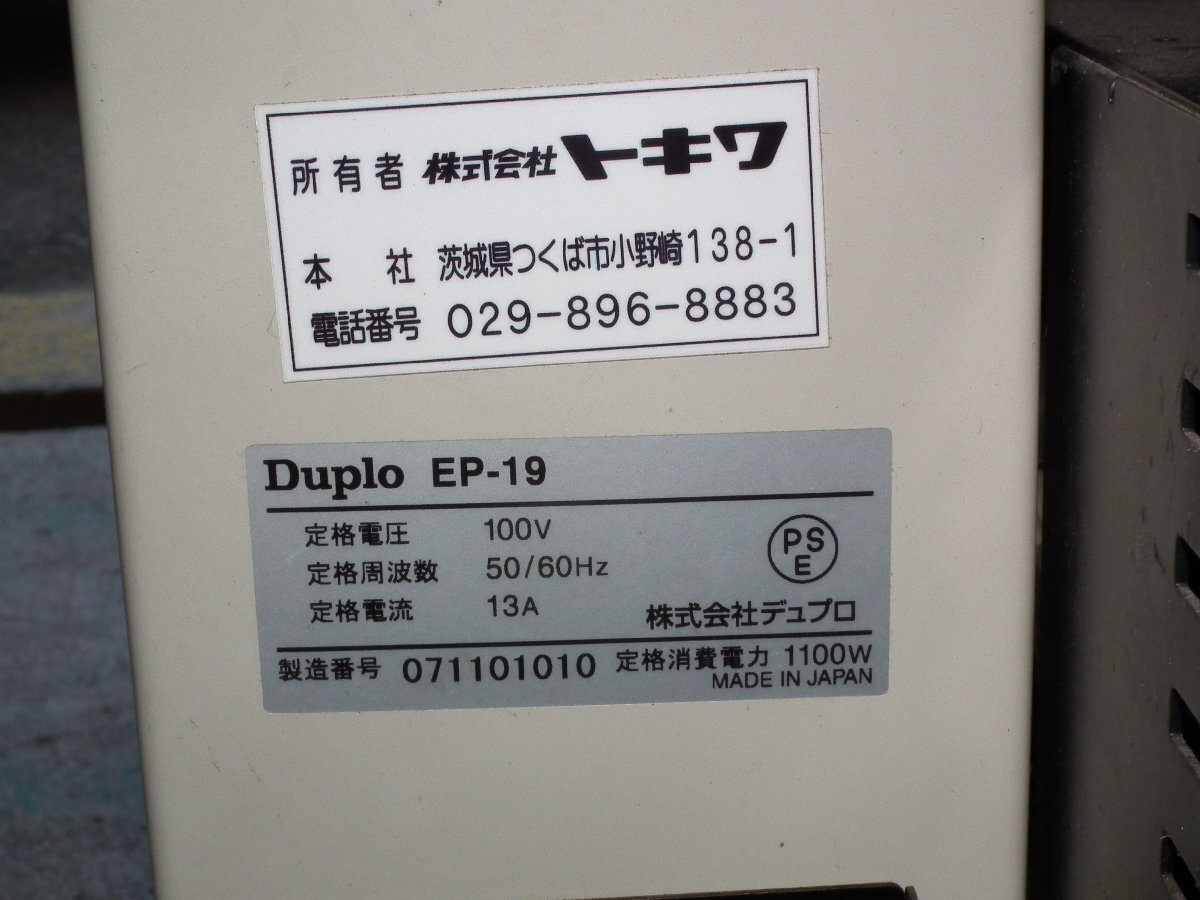 所有者 株式会社トキワ
本 社 茨城県つくば市小野崎138-1
電話番号 029-896-8883
Duplo EP-19
定格電圧 100V
定格周波数 50/60Hz
定格電流 13A
PSE
株式会社デュプロ
製造番号 071101010 定格消費電力 1100W
MADE IN JAPAN